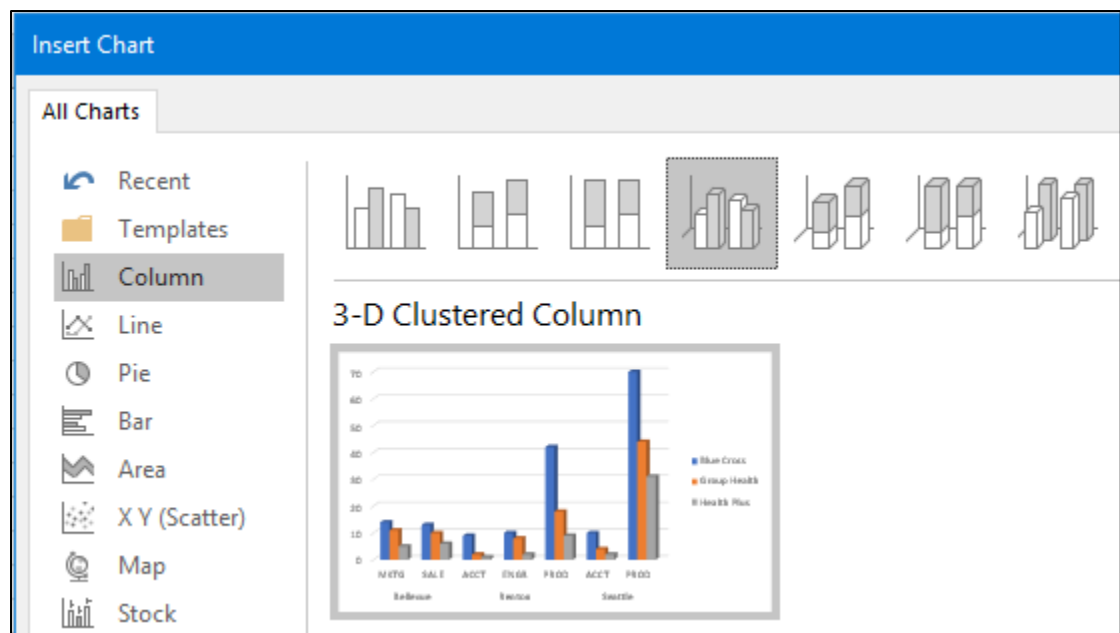 Insert Chart
All Charts
Recent
Templates
Column
Line
Pie
Bar
Area
X Y (Scatter)
Map
Stock
3-D Clustered Column
70
60
50
40
30
20
10
0
MKTG SALE ACCT ENGR PROD ACCT PROD
Bellevue Renton Seattle
Blue Cross
Group Health
Health Plus